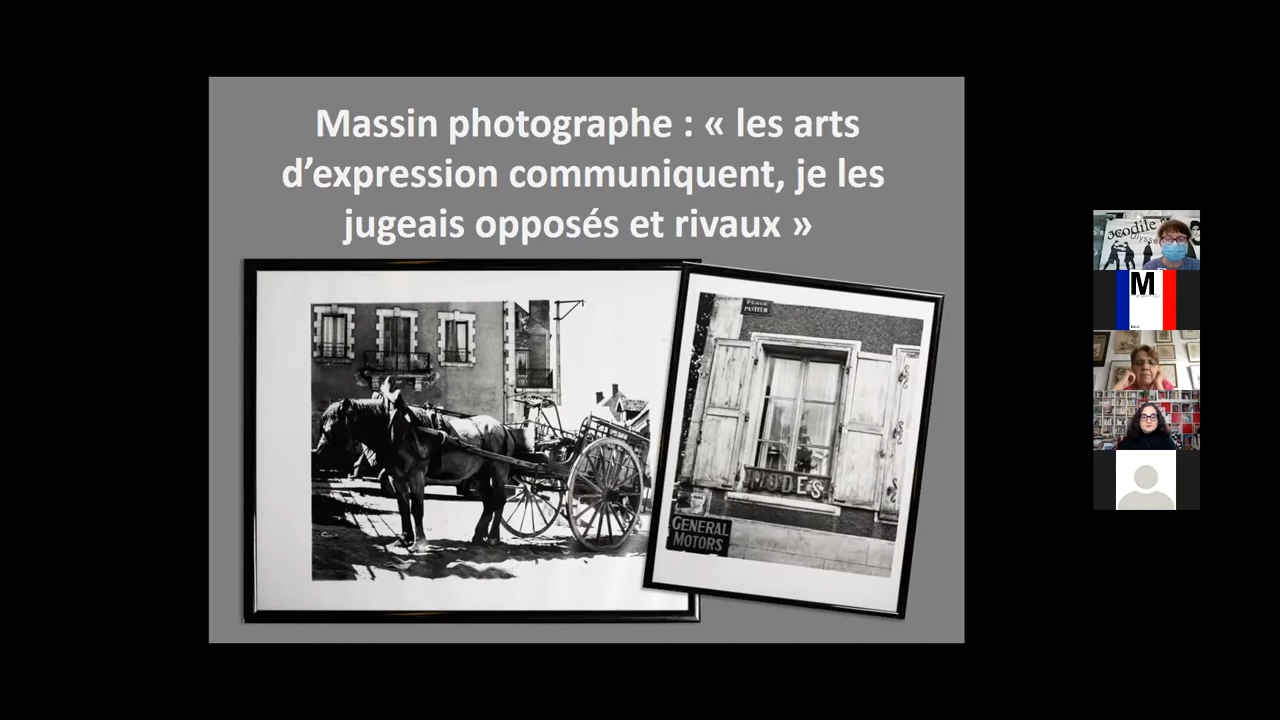 Massin photographe : « les arts
d’expression communiquent, je les
jugeais opposés et rivaux »
PASTEUR
MODES
GENERAL
MOTORS
M